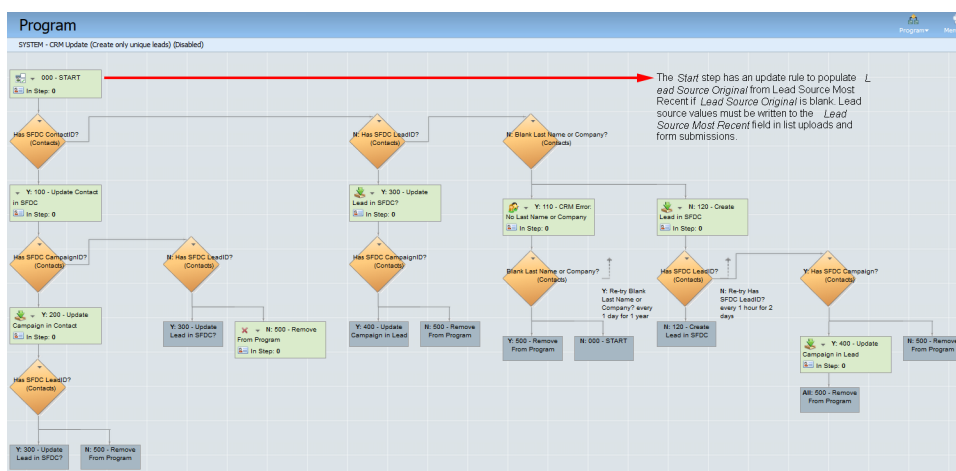 Program
Program▾
SYSTEM - CRM Update (Create only unique leads) (Disabled)
000 - START
In Step: 0
The Start step has an update rule to populate L
ead Source Original from Lead Source Most
Recent if Lead Source Original is blank. Lead
source values must be written to the Lead
Source Most Recent field in list uploads and
form submissions.
Has SFDC ContactID?
(Contacts)
N: Has SFDC LeadID?
(Contacts)
N: Blank Last Name or Company?
(Contacts)
Y: 100 - Update Contact
in SFDC
In Step: 0
Y: 300 - Update
Lead in SFDC?
In Step: 0
Y: 110 - CRM Error:
No Last Name or Company
In Step: 0
N: 120 - Create
Lead in SFDC
In Step: 0
Has SFDC CampaignID?
(Contacts)
N: Has SFDC LeadID?
(Contacts)
Has SFDC CampaignID?
(Contacts)
Blank Last Name or Company?
(Contacts)
Y: Re-try Blank
Last Name or
Company? every
1 day for 1 year
Has SFDC LeadID?
(Contacts)
N: Re-try Has
SFDC LeadID?
every 1 hour for 2
days
Y: Has SFDC Campaign?
(Contacts)
Y: 200 - Update
Campaign in Contact
In Step: 0
Y: 300 - Update
Lead in SFDC?
N: 500 - Remove
From Program
In Step: 0
Y: 400 - Update
Campaign in Lead
N: 500 - Remove
From Program
Y: 500 - Remove
From Program
N: 000 - START
N: 120 - Create
Lead in SFDC
Y: 400 - Update
Campaign in Lead
In Step: 0
N: 500 - Remove
From Program
Has SFDC LeadID?
(Contacts)
All: 500 - Remove
From Program
Y: 300 - Update
Lead in SFDC?
N: 500 - Remove
From Program